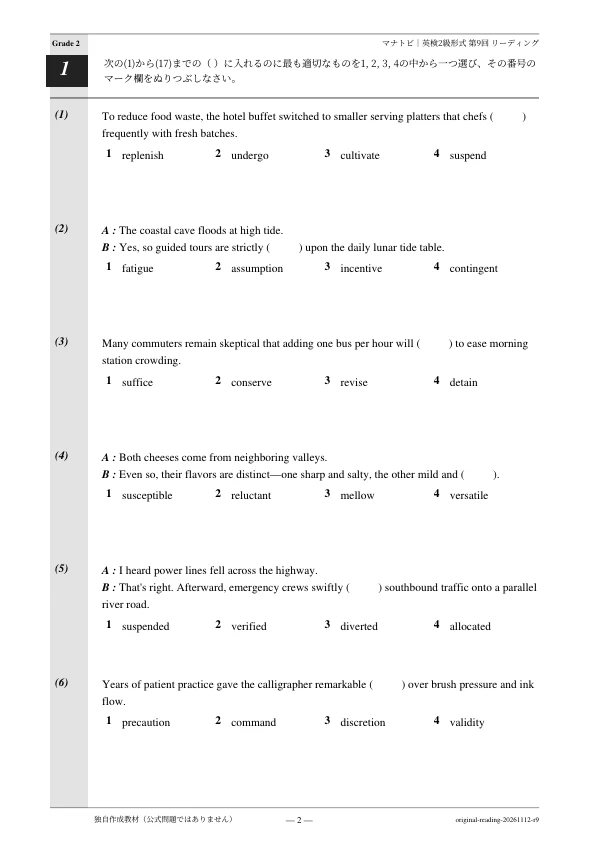 Grade 2
マナトビ｜英検2級形式 第9回 リーディング
1
次の(1)から(17)までの（ ）に入れるのに最も適切なものを1, 2, 3, 4の中から一つ選び、その番号の
マーク欄をぬりつぶしなさい。
(1)
To reduce food waste, the hotel buffet switched to smaller serving platters that chefs (          )
frequently with fresh batches.
1 replenish 2 undergo 3 cultivate 4 suspend
(2)
A : The coastal cave floods at high tide.
B : Yes, so guided tours are strictly (          ) upon the daily lunar tide table.
1 fatigue 2 assumption 3 incentive 4 contingent
(3)
Many commuters remain skeptical that adding one bus per hour will (          ) to ease morning
station crowding.
1 suffice 2 conserve 3 revise 4 detain
(4)
A : Both cheeses come from neighboring valleys.
B : Even so, their flavors are distinct—one sharp and salty, the other mild and (          ).
1 susceptible 2 reluctant 3 mellow 4 versatile
(5)
A : I heard power lines fell across the highway.
B : That's right. Afterward, emergency crews swiftly (          ) southbound traffic onto a parallel
river road.
1 suspended 2 verified 3 diverted 4 allocated
(6)
Years of patient practice gave the calligrapher remarkable (          ) over brush pressure and ink
flow.
1 precaution 2 command 3 discretion 4 validity
独自作成教材（公式問題ではありません）
— 2 —
original-reading-20261112-r9